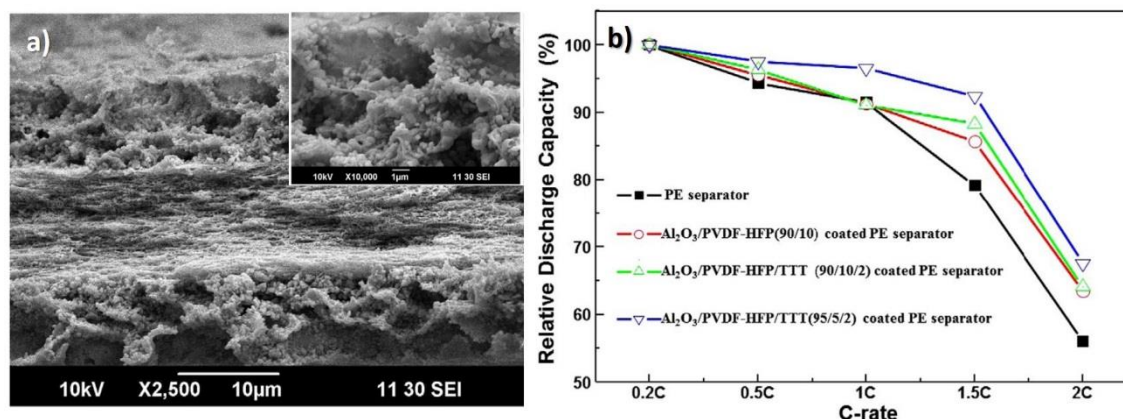 a)
10kV X10,000 1µm 11 30 SEI
10kV X2,500 10µm 11 30 SEI
b)
Relative Discharge Capacity (%)
100
90
80
70
60
50
PE separator
Al₂O₃/PVDF-HFP(90/10) coated PE separator
Al₂O₃/PVDF-HFP/TTT (90/10/2) coated PE separator
Al₂O₃/PVDF-HFP/TTT(95/5/2) coated PE separator
0.2C 0.5C 1C 1.5C 2C
C-rate